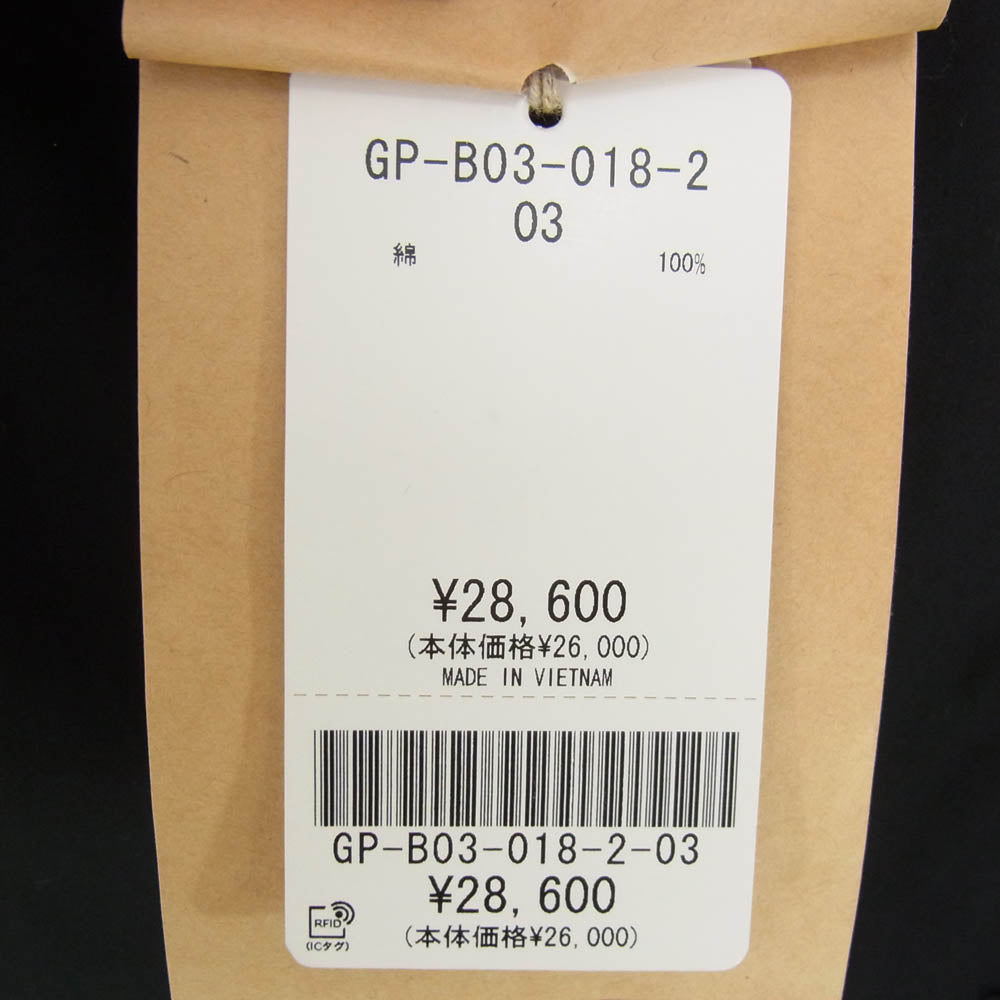 GP-B03-018-2
03
綿 100%
¥28,600
(本体価格¥26,000)
MADE IN VIETNAM
GP-B03-018-2-03
¥28,600
RFID
(ICタグ)
(本体価格¥26,000)